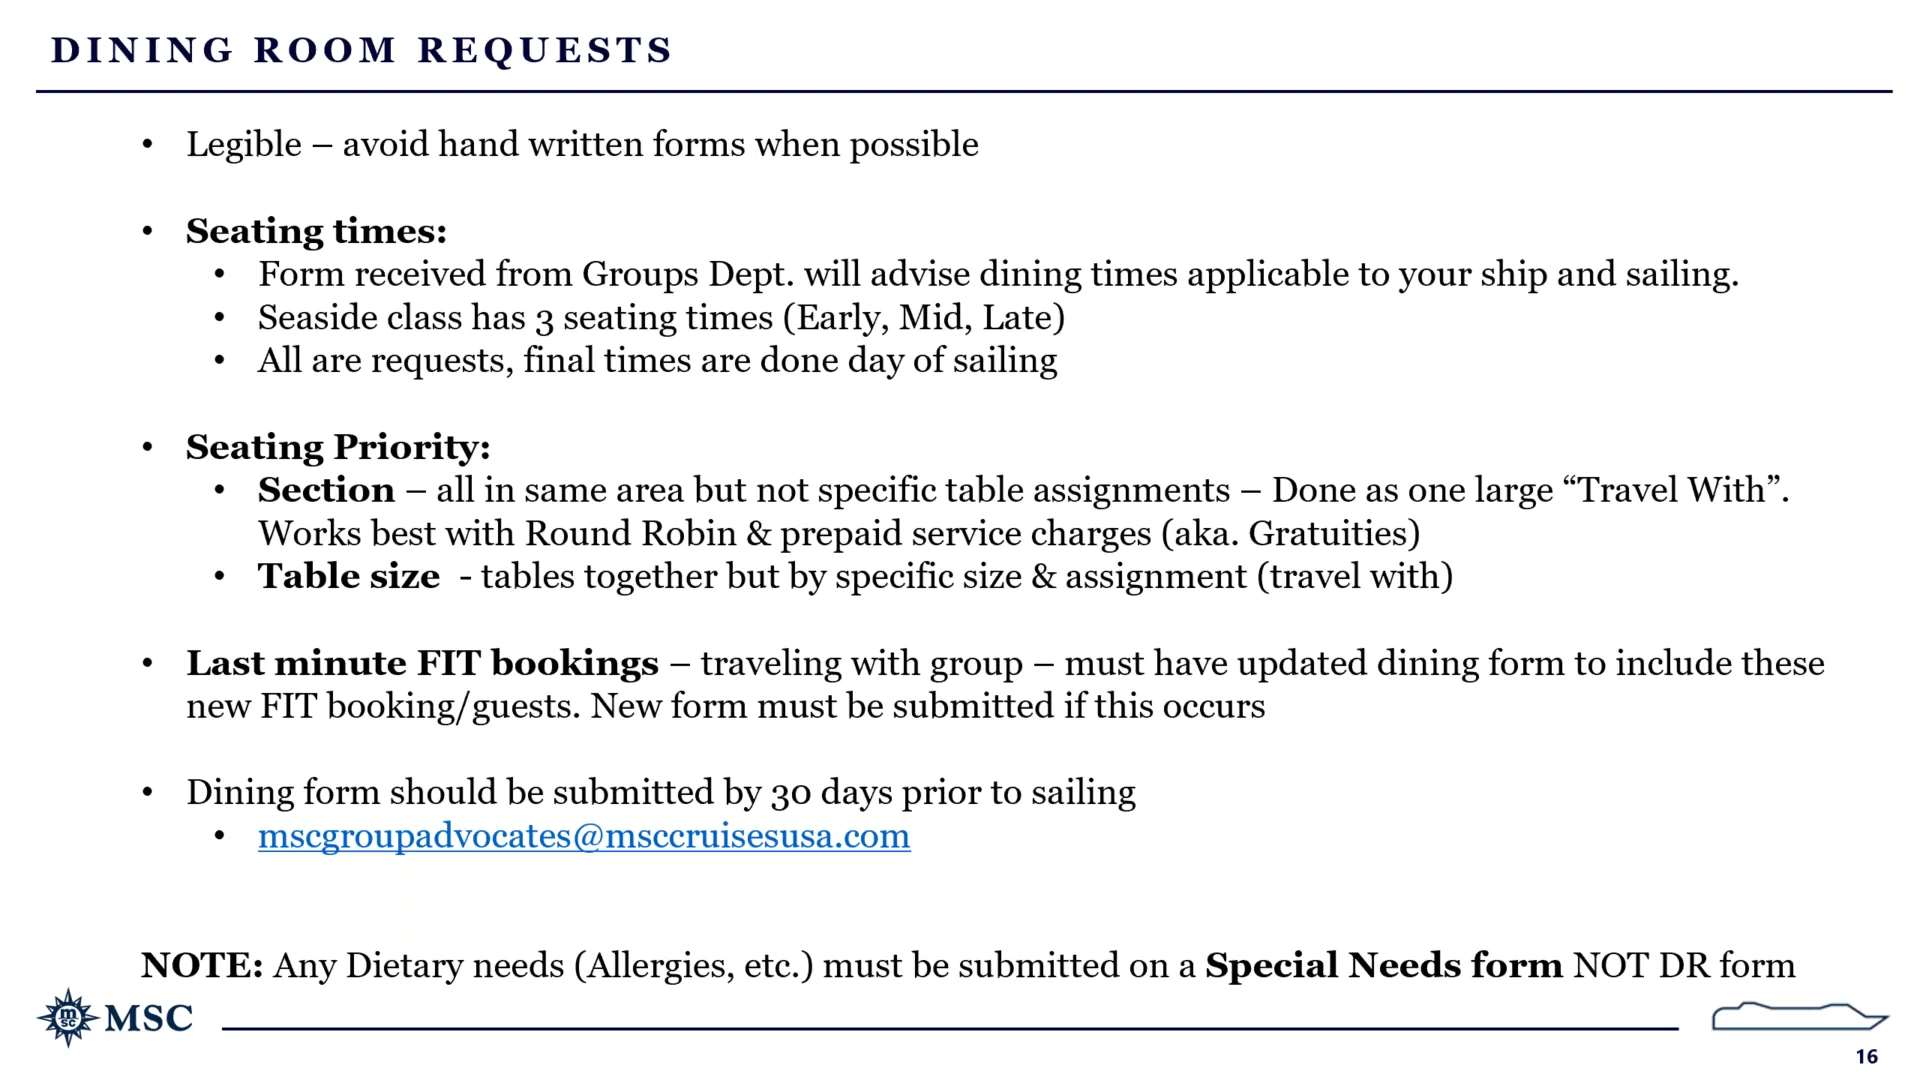 DINING ROOM REQUESTS
• Legible – avoid hand written forms when possible
• Seating times:
• Form received from Groups Dept. will advise dining times applicable to your ship and sailing.
• Seaside class has 3 seating times (Early, Mid, Late)
• All are requests, final times are done day of sailing
• Seating Priority:
• Section – all in same area but not specific table assignments – Done as one large “Travel With”.
Works best with Round Robin & prepaid service charges (aka. Gratuities)
• Table size - tables together but by specific size & assignment (travel with)
• Last minute FIT bookings – traveling with group – must have updated dining form to include these
new FIT booking/guests. New form must be submitted if this occurs
• Dining form should be submitted by 30 days prior to sailing
• mscgroupadvocates@msccruisesusa.com
NOTE: Any Dietary needs (Allergies, etc.) must be submitted on a Special Needs form NOT DR form
m
sc
MSC
16